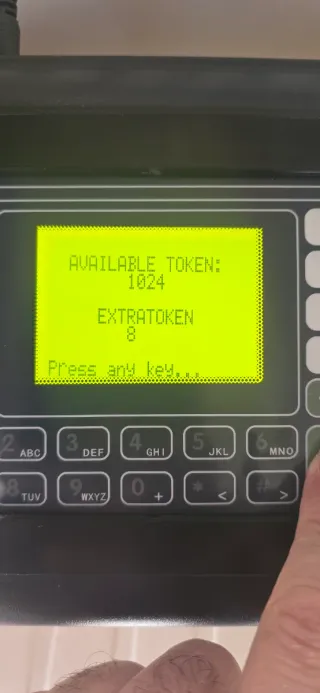 AVAILABLE TOKEN:
1024
EXTRATOKEN
8
Press any key...
2 ABC 3 DEF 4 GHI 5 JKL 6 MNO
8 TUV 9 WXYZ 0 + * < # >